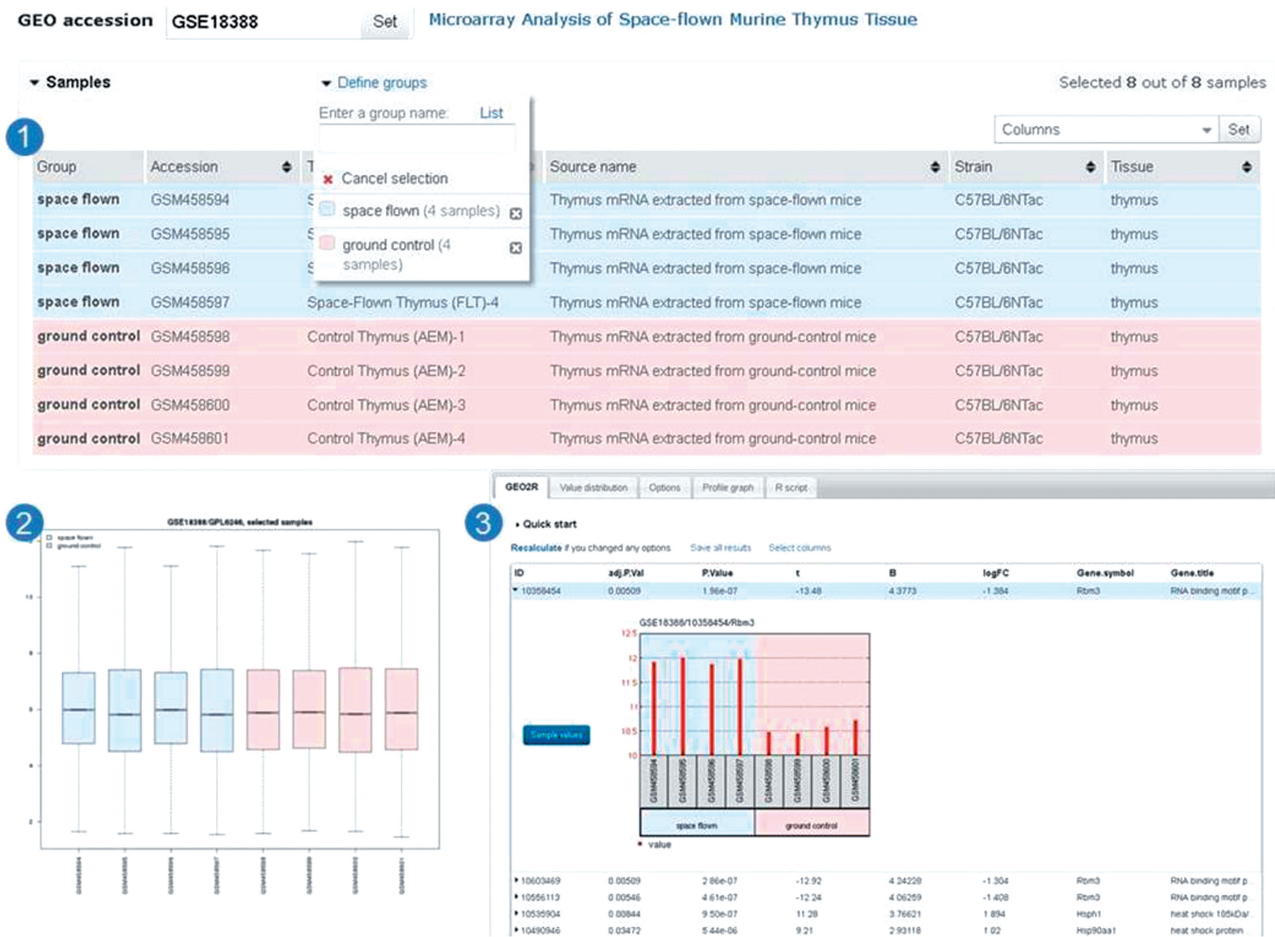 GEO accession GSE18388 Set Microarray Analysis of Space-flown Murine Thymus Tissue
Samples Define groups Selected 8 out of 8 samples
Enter a group name: List
Columns Set
1
Group Accession T Source name Strain Tissue
Cancel selection
space flown (4 samples)
ground control (4
samples)
space flown GSM458594 S Thymus mRNA extracted from space-flown mice C57BL/6NTac thymus
space flown GSM458595 S Thymus mRNA extracted from space-flown mice C57BL/6NTac thymus
space flown GSM458596 S Thymus mRNA extracted from space-flown mice C57BL/6NTac thymus
space flown GSM458597 Space-Flown Thymus (FLT)-4 Thymus mRNA extracted from space-flown mice C57BL/6NTac thymus
ground control GSM458598 Control Thymus (AEM)-1 Thymus mRNA extracted from ground-control mice C57BL/6NTac thymus
ground control GSM458599 Control Thymus (AEM)-2 Thymus mRNA extracted from ground-control mice C57BL/6NTac thymus
ground control GSM458600 Control Thymus (AEM)-3 Thymus mRNA extracted from ground-control mice C57BL/6NTac thymus
ground control GSM458601 Control Thymus (AEM)-4 Thymus mRNA extracted from ground-control mice C57BL/6NTac thymus
2
GSE18388/GPL6246, selected samples
space flown
ground control
10
8
6
4
2
GSM458594
GSM458595
GSM458596
GSM458597
GSM458598
GSM458599
GSM458600
GSM458601
3
GEO2R Value distribution Options Profile graph R script
Quick start
Recalculate if you changed any options Save all results Select columns
ID adj.P.Val P.Value t B logFC Gene.symbol Gene.title
10358454 0.00509 1.96e-07 -13.48 4.3773 -1.384 Rbm3 RNA binding motif p...
GSE18388/10358454/Rbm3
12.5
12
11.5
11
10.5
10
Sample values
GSM458594
GSM458595
GSM458596
GSM458597
GSM458598
GSM458599
GSM458600
GSM458601
space flown ground control
value
10603469 0.00509 2.86e-07 -12.92 4.24228 -1.304 Rbm3 RNA binding motif p...
10556113 0.00546 4.61e-07 -12.24 4.06259 -1.408 Rbm3 RNA binding motif p...
10535904 0.00844 9.50e-07 11.28 3.76621 1.894 Hsph1 heat shock 105kDa/...
10490946 0.03472 5.44e-06 9.21 2.93118 1.02 Hsp90aa1 heat shock protein...